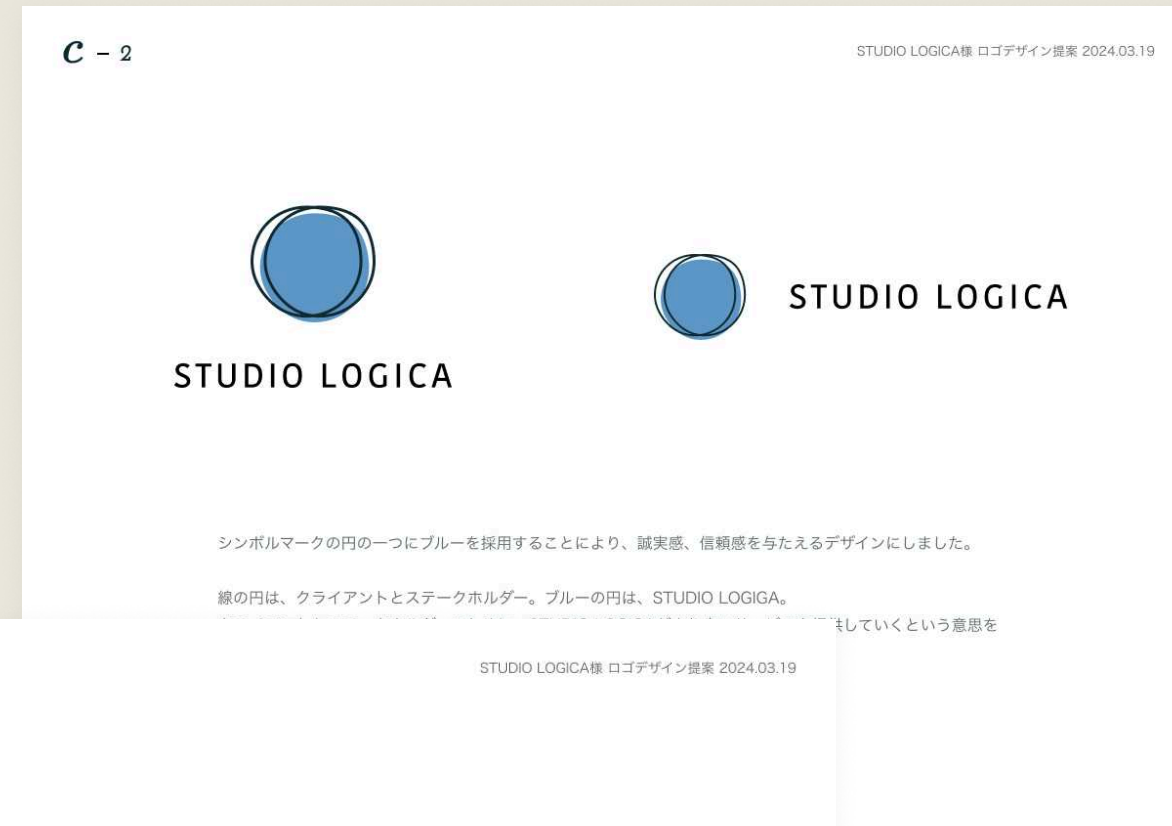 C - 2
STUDIO LOGICA様 ロゴデザイン提案 2024.03.19
STUDIO LOGICA
STUDIO LOGICA
シンボルマークの円の一つにブルーを採用することにより、誠実感、信頼感を与たえるデザインにしました。
線の円は、クライアントとステークホルダー。ブルーの円は、STUDIO LOGIGA。
していくという意思を
STUDIO LOGICA様 ロゴデザイン提案 2024.03.19